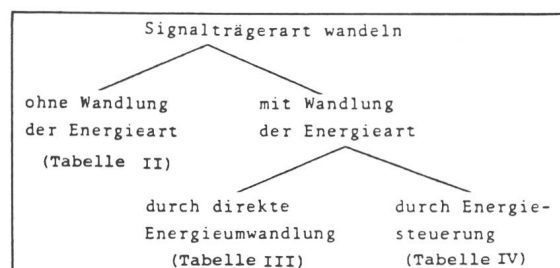 Signalträgerart wandeln
ohne Wandlung
der Energieart
(Tabelle II)
mit Wandlung
der Energieart
durch direkte
Energieumwandlung
(Tabelle III)
durch Energie-
steuerung
(Tabelle IV)